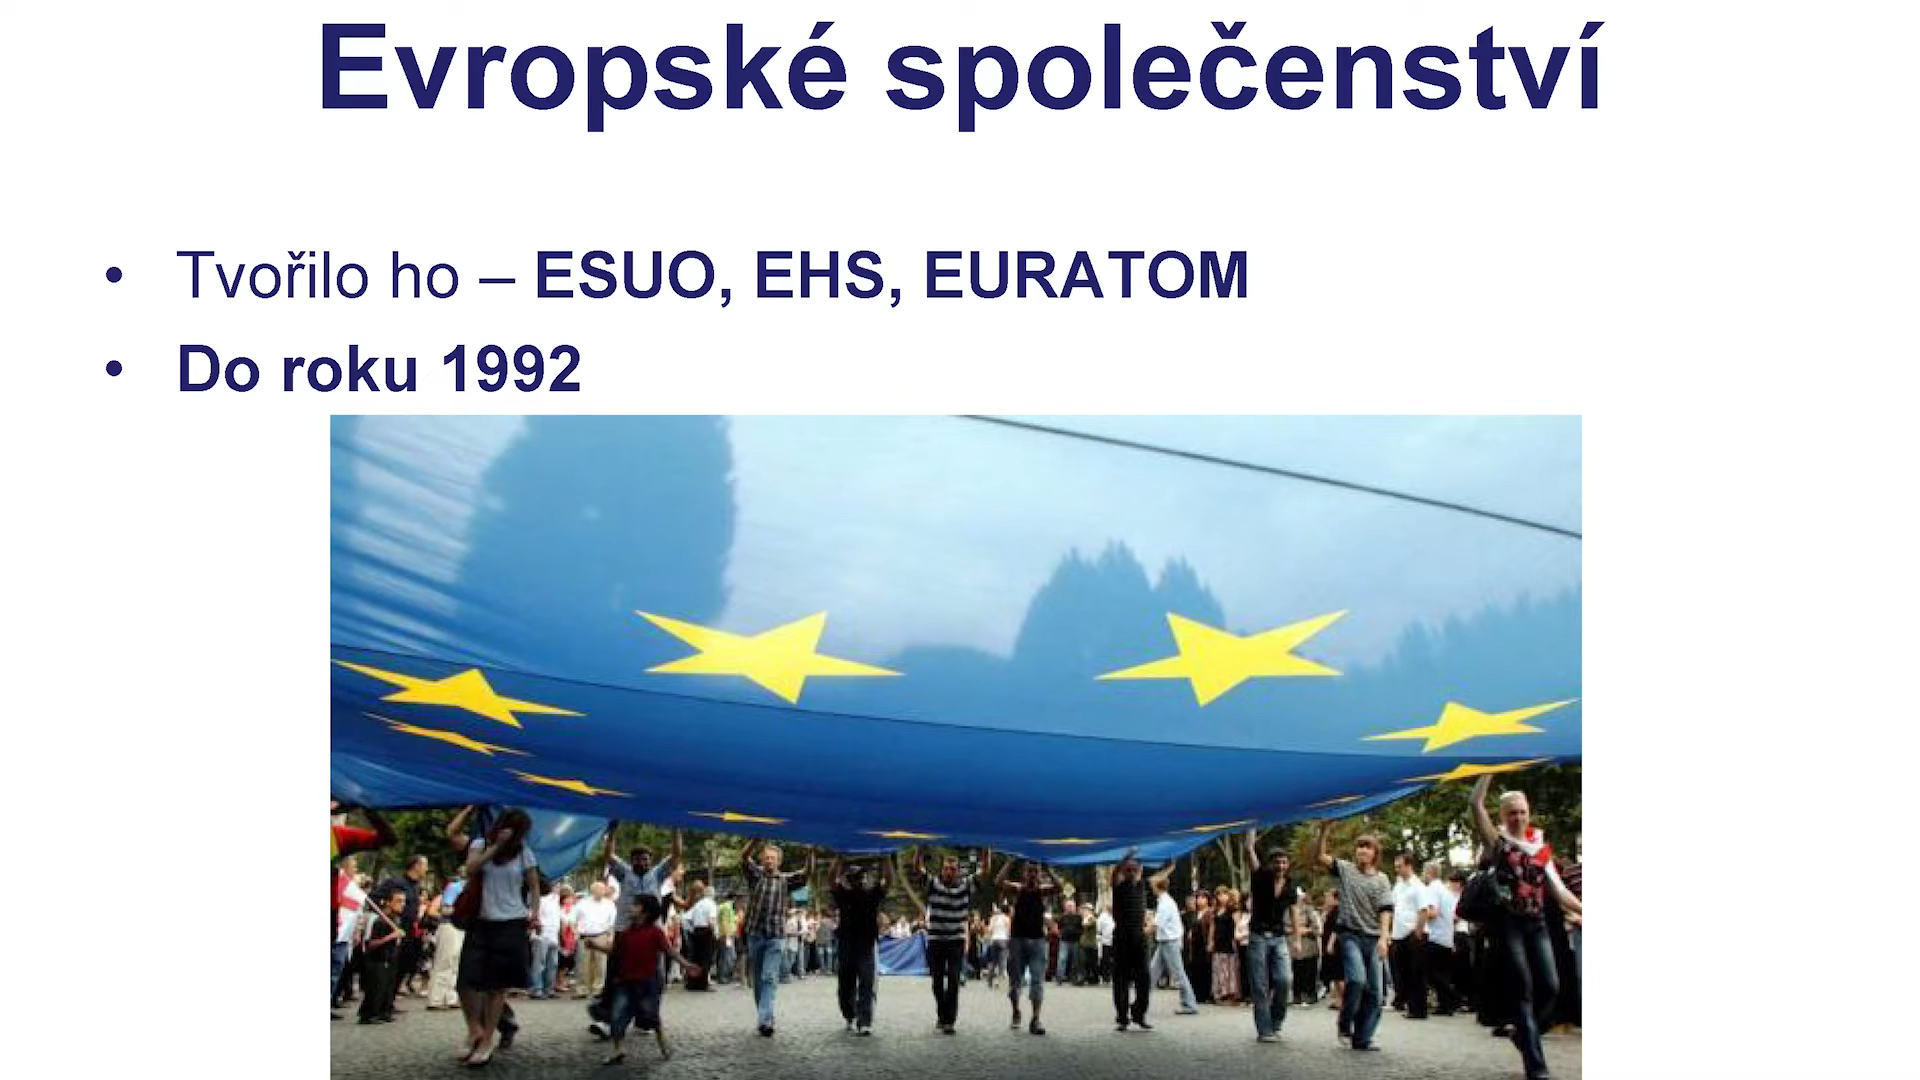 Evropské společenství
• Tvořilo ho – ESUO, EHS, EURATOM
• Do roku 1992